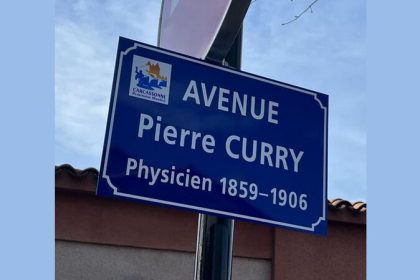 CARCASSONNE
AVENUE
Pierre CURRY
Physicien 1859–1906